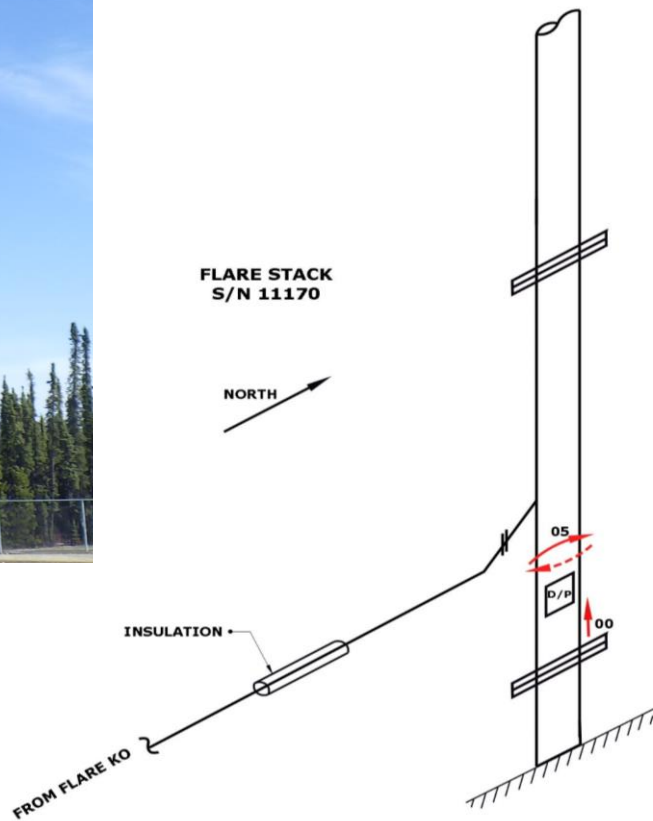 FLARE STACK
S/N 11170
NORTH
05
D/P
00
INSULATION
FROM FLARE KO